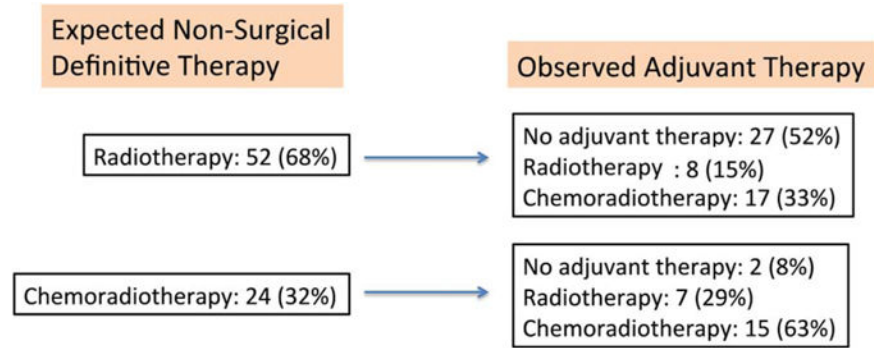 Expected Non-Surgical
Definitive Therapy
Observed Adjuvant Therapy
Radiotherapy: 52 (68%)
No adjuvant therapy: 27 (52%)
Radiotherapy : 8 (15%)
Chemoradiotherapy: 17 (33%)
Chemoradiotherapy: 24 (32%)
No adjuvant therapy: 2 (8%)
Radiotherapy: 7 (29%)
Chemoradiotherapy: 15 (63%)